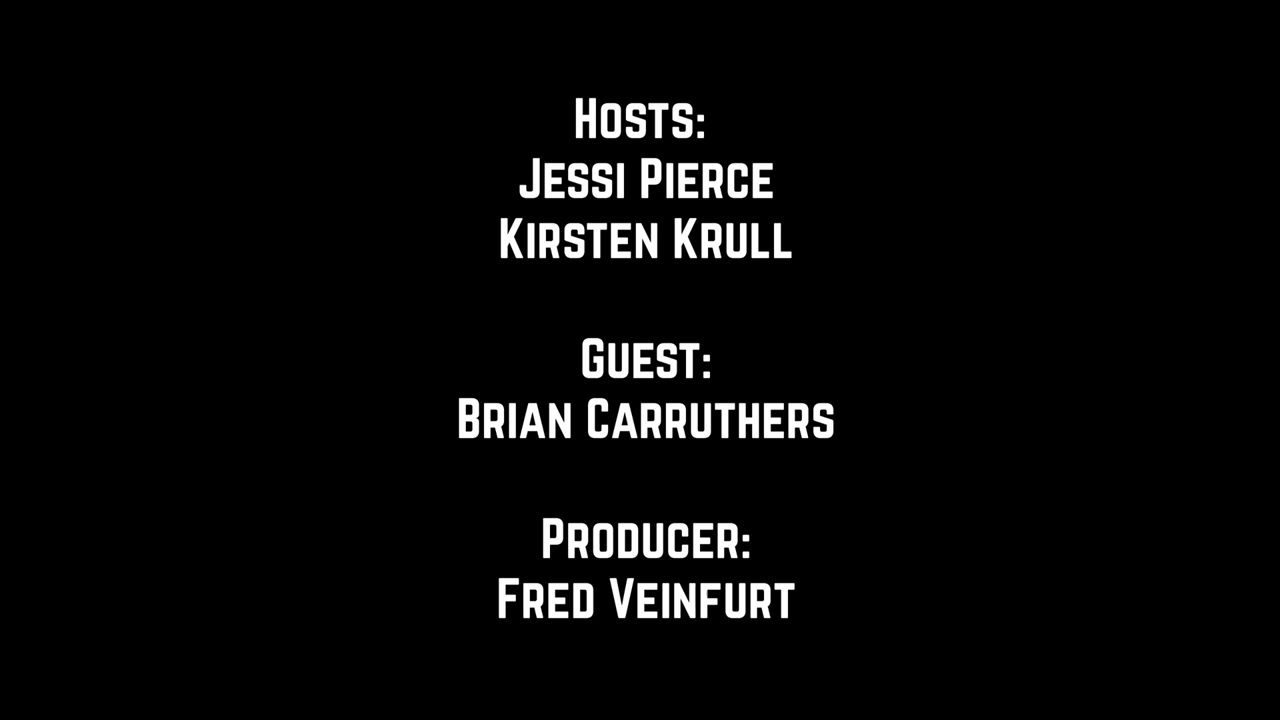 Hosts:
Jessi Pierce
Kirsten Krull
Guest:
Brian Carruthers
Producer:
Fred Veinfurt